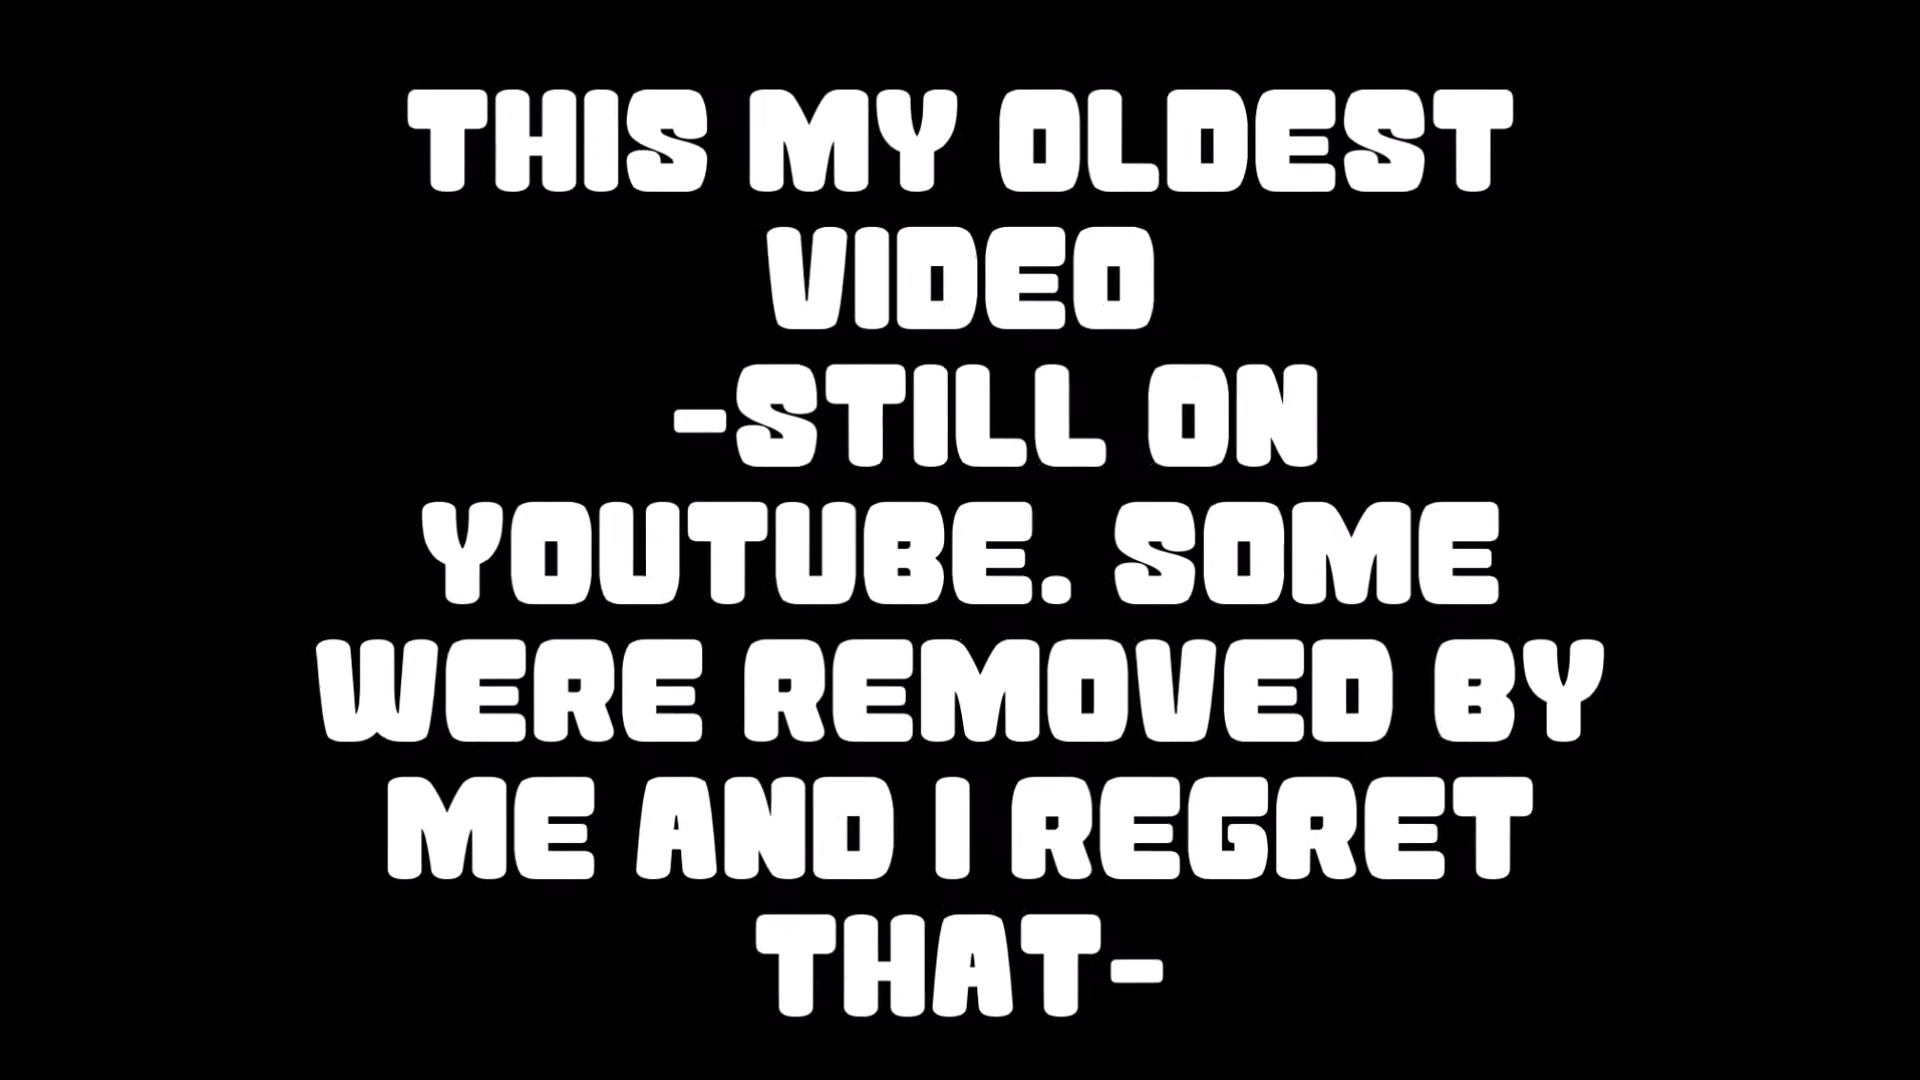 THIS MY OLDEST
VIDEO
-STILL ON
YOUTUBE. SOME
WERE REMOVED BY
ME AND I REGRET
THAT-